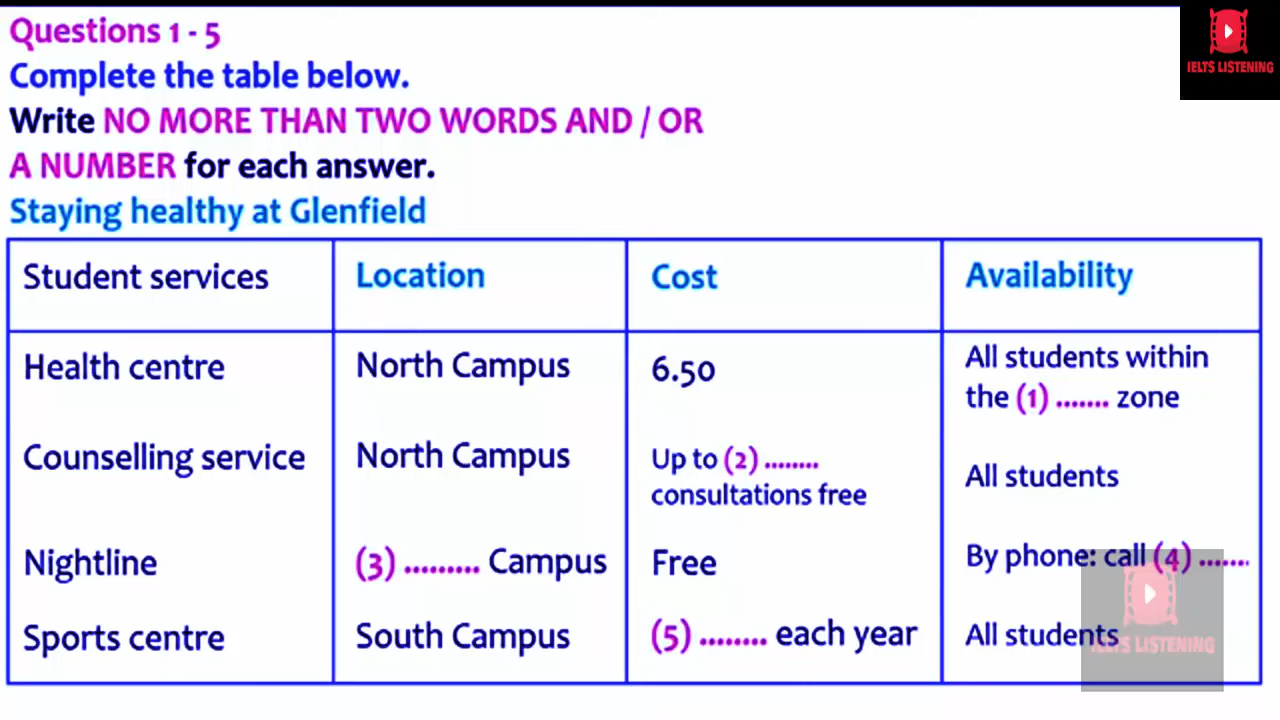 Questions 1 - 5
IELTS LISTENING
Complete the table below.
Write NO MORE THAN TWO WORDS AND / OR
A NUMBER for each answer.
Staying healthy at Glenfield
Student services Location Cost Availability
Health centre North Campus 6.50 All students within
the (1) ....... zone
Counselling service North Campus Up to (2) ........
consultations free All students
Nightline (3) ......... Campus Free By phone: call (4) .......
Sports centre South Campus (5) ........ each year All students
IELTS LISTENING